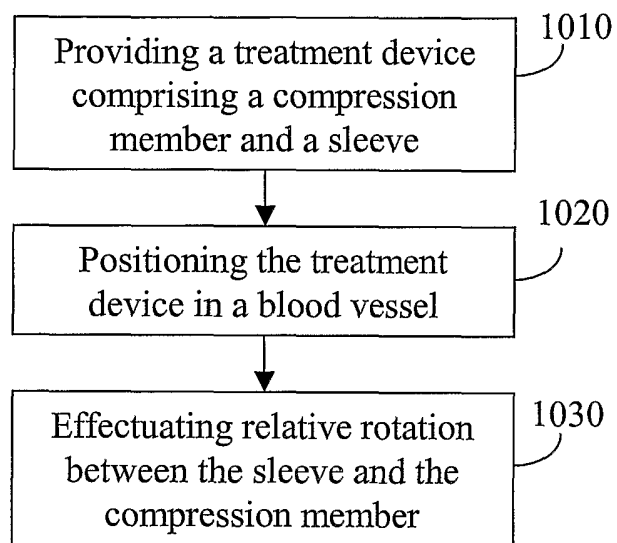 1010
Providing a treatment device
comprising a compression
member and a sleeve
1020
Positioning the treatment
device in a blood vessel
1030
Effectuating relative rotation
between the sleeve and the
compression member